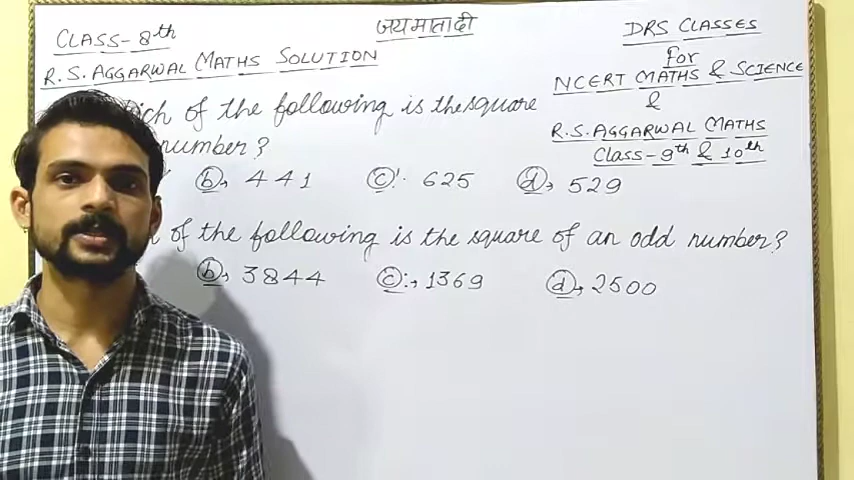 CLASS-8th
जय माता दी
DRS CLASSES
For
R.S. AGGARWAL MATHS SOLUTION
NCERT MATHS & SCIENCE
&
R.S. AGGARWAL MATHS
Class-9th & 10th
of the following is the square
number?
(b), 441 (c): 625 (d), 529
of the following is the square of an odd number?
(b), 3844 (c):, 1369 (d), 2500